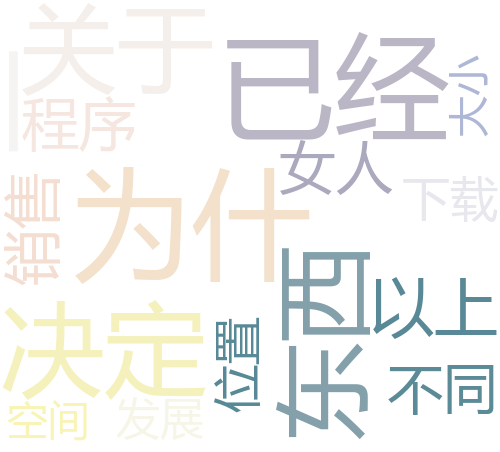 关于
已经
大小
程序
女人
为什
下载
销售
东西
以上
决定
位置
不同
空间
发展